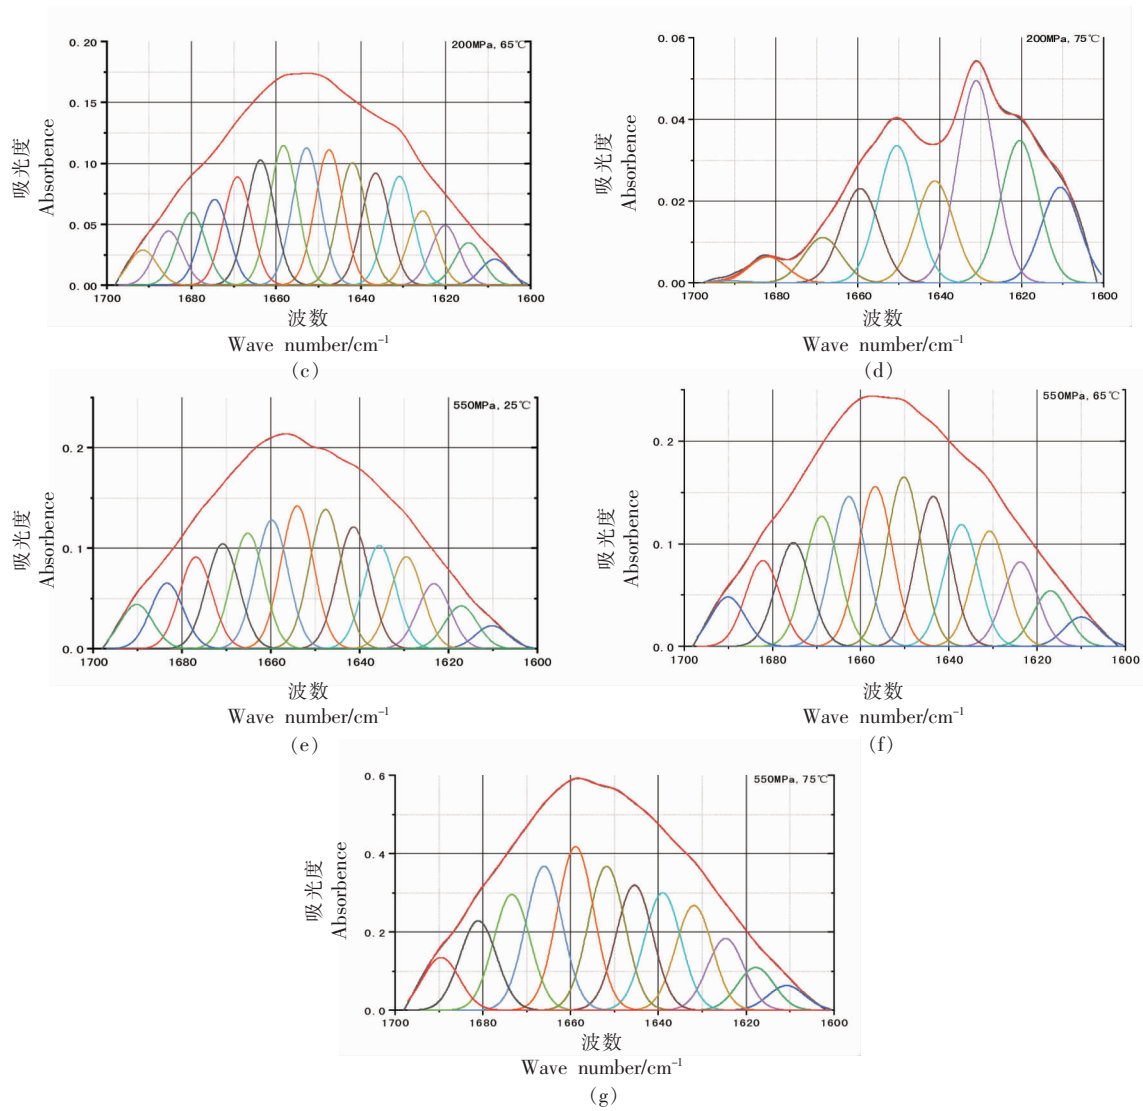 200MPa, 65℃
0. 20
0. 15
0. 10
0. 05
0. 00
吸光度
Absorbence
1700
1680
1660
1640
1620
1600
波数
Wave number/cm⁻¹
(c)
200MPa, 75℃
0. 06
0. 04
0. 02
0. 00
吸光度
Absorbence
1700
1680
1660
1640
1620
1600
波数
Wave number/cm⁻¹
(d)
550MPa, 25℃
0. 2
0. 1
0. 0
吸光度
Absorbence
1700
1680
1660
1640
1620
1600
波数
Wave number/cm⁻¹
(e)
550MPa, 65℃
0. 2
0. 1
0. 0
吸光度
Absorbence
1700
1680
1660
1640
1620
1600
波数
Wave number/cm⁻¹
(f)
550MPa, 75℃
0. 6
0. 4
0. 2
0. 0
吸光度
Absorbence
1700
1680
1660
1640
1620
1600
波数
Wave number/cm⁻¹
(g)